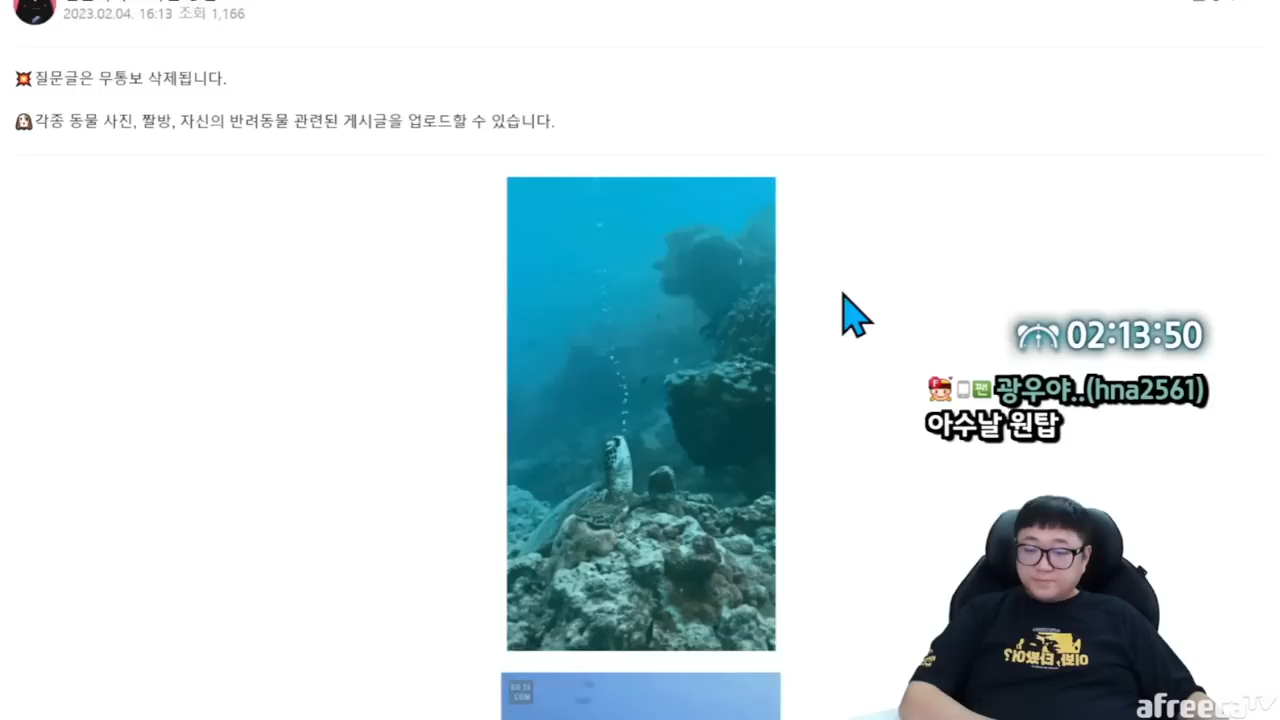 2023.02.04. 16:13 조회 1,166
💥질문글은 무통보 삭제됩니다.
각종 동물 사진, 짤방, 자신의 반려동물 관련된 게시글을 업로드할 수 있습니다.
02:13:50
팬 광우야..(hna2561)
아수날 원탑
afreecaTV